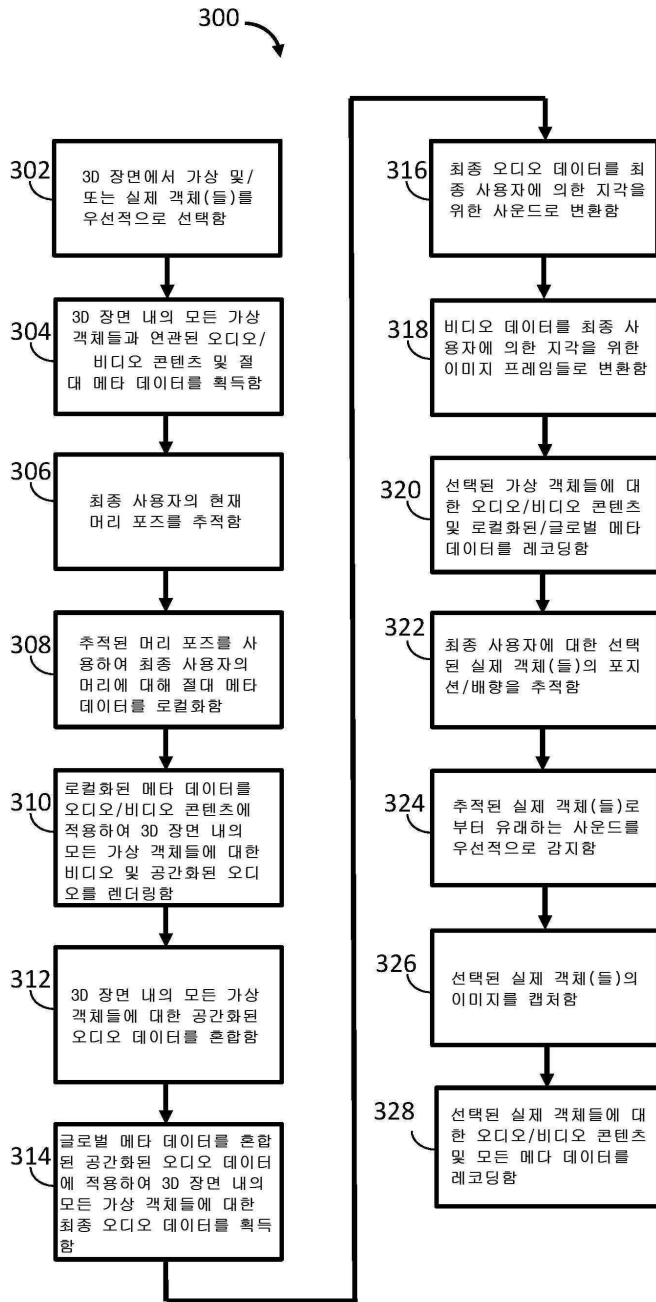 300
302
3D 장면에서 가상 및/
또는 실제 객체(들)를
우선적으로 선택함
304
3D 장면 내의 모든 가상
객체들과 연관된 오디오/
비디오 콘텐츠 및 절
대 메타 데이터를 획득함
306
최종 사용자의 현재
머리 포즈를 추적함
308
추적된 머리 포즈를 사
용하여 최종 사용자의
머리에 대해 절대 메타
데이터를 로컬화함
310
로컬화된 메타 데이터를
오디오/비디오 콘텐츠에
적용하여 3D 장면 내의
모든 가상 객체들에 대한
비디오 및 공간화된 오디
오를 렌더링함
312
3D 장면 내의 모든 가상
객체들에 대한 공간화된
오디오 데이터를 혼합함
314
글로벌 메타 데이터를 혼합
된 공간화된 오디오 데이터
에 적용하여 3D 장면 내의
모든 가상 객체들에 대한
최종 오디오 데이터를 획득
함
316
최종 오디오 데이터를 최
종 사용자에 의한 지각을
위한 사운드로 변환함
318
비디오 데이터를 최종 사
용자에 의한 지각을 위한
이미지 프레임들로 변환함
320
선택된 가상 객체들에 대
한 오디오/비디오 콘텐츠
및 로컬화된/글로벌 메타
데이터를 레코딩함
322
최종 사용자에 대한 선택
된 실제 객체(들)의 포지
션/배향을 추적함
324
추적된 실제 객체(들)로
부터 유래하는 사운드를
우선적으로 감지함
326
선택된 실제 객체(들)의
이미지를 캡처함
328
선택된 실제 객체들에 대
한 오디오/비디오 콘텐츠
및 모든 메다 데이터를
레코딩함